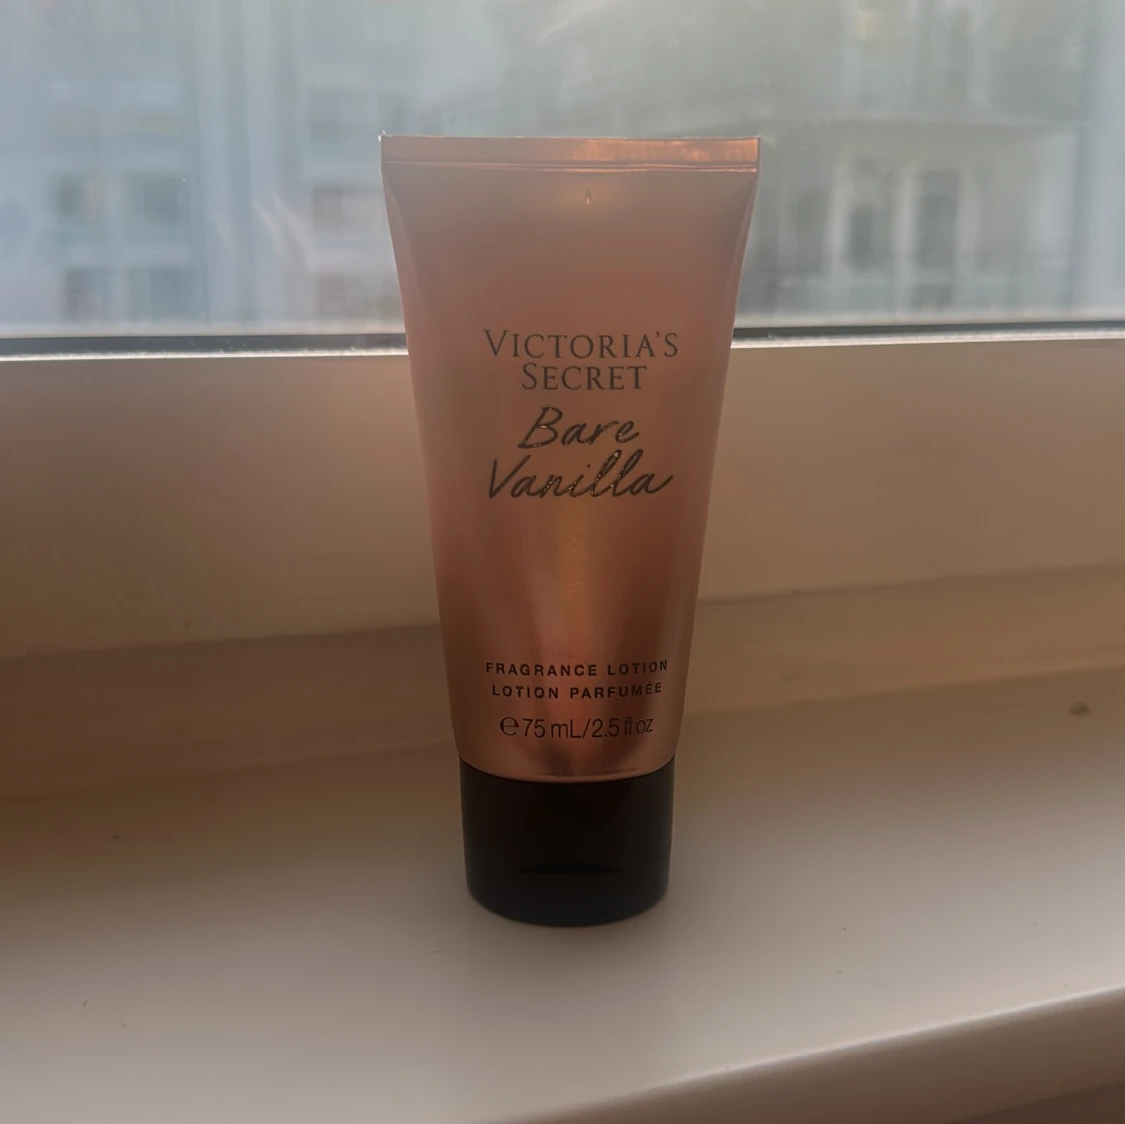 VICTORIA'S
SECRET
Bare
Vanilla
FRAGRANCE LOTION
LOTION PARFUMÉE
℮75 mL/2.5 fl oz